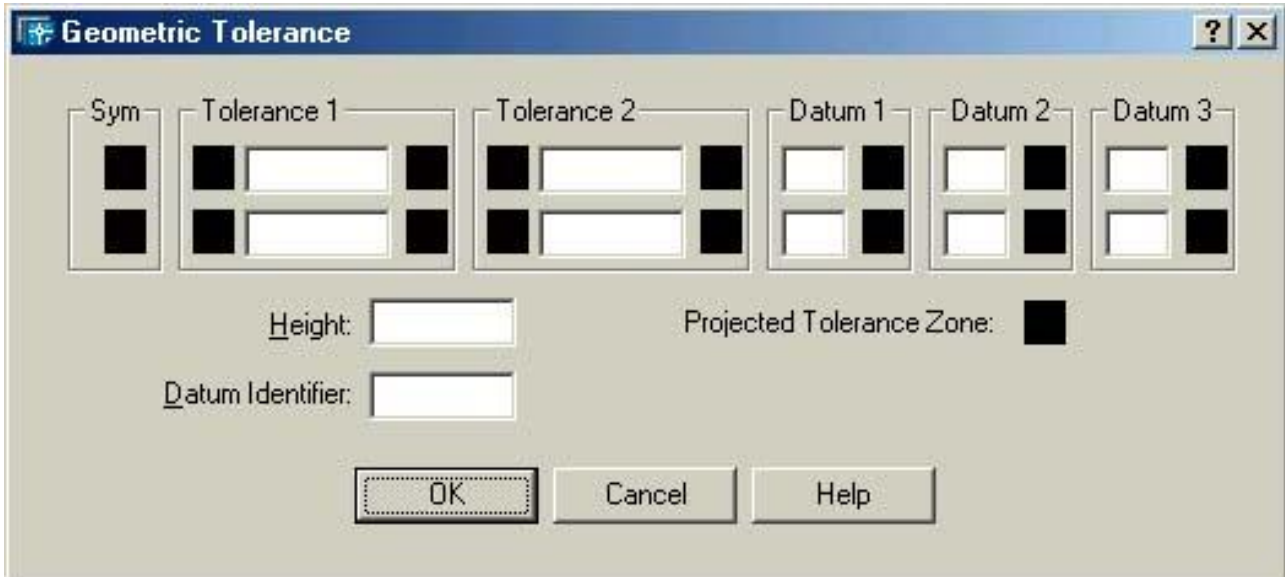 Geometric Tolerance
Sym Tolerance 1 Tolerance 2 Datum 1 Datum 2 Datum 3
Height: Projected Tolerance Zone:
Datum Identifier:
OK Cancel Help